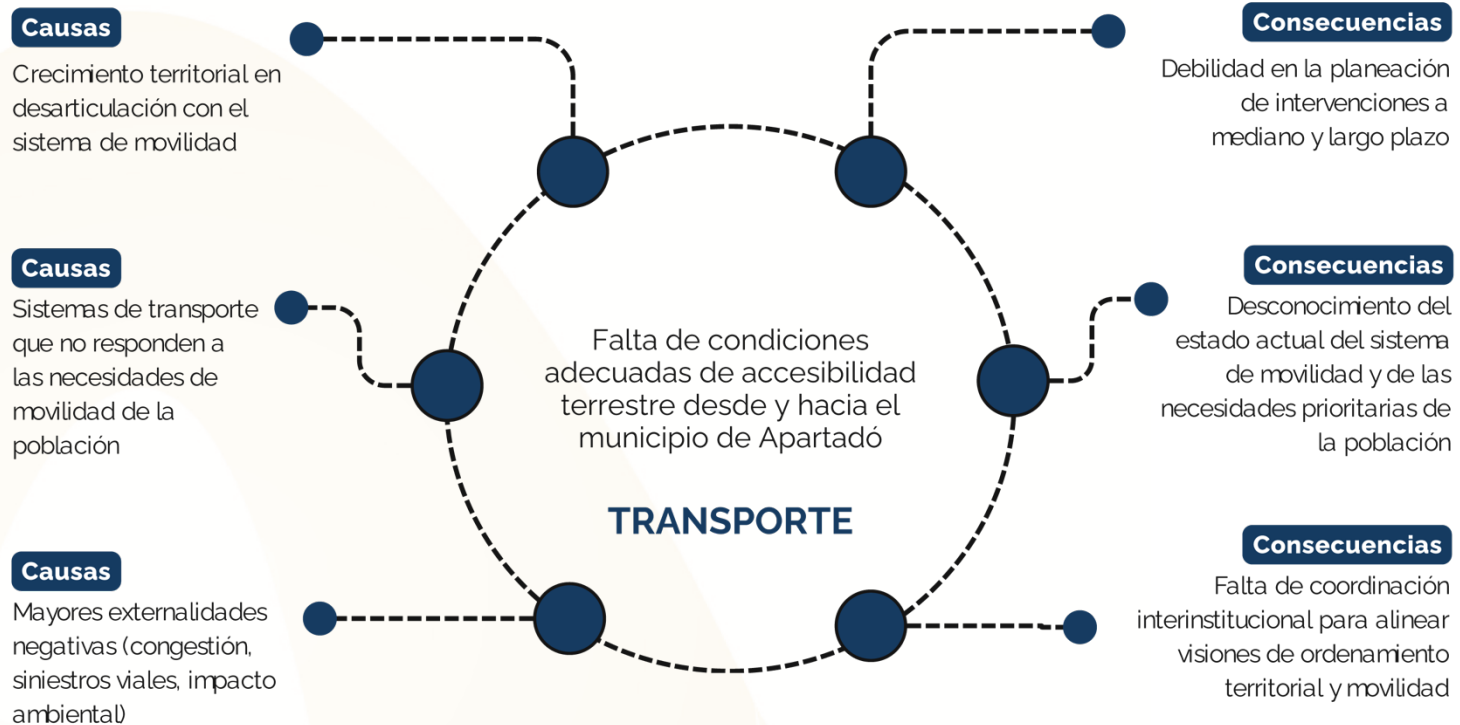 Causas
Crecimiento territorial en
desarticulación con el
sistema de movilidad
Causas
Sistemas de transporte
que no responden a
las necesidades de
movilidad de la
población
Causas
Mayores externalidades
negativas (congestión,
siniestros viales, impacto
ambiental)
Falta de condiciones
adecuadas de accesibilidad
terrestre desde y hacia el
municipio de Apartadó
TRANSPORTE
Consecuencias
Debilidad en la planeación
de intervenciones a
mediano y largo plazo
Consecuencias
Desconocimiento del
estado actual del sistema
de movilidad y de las
necesidades prioritarias de
la población
Consecuencias
Falta de coordinación
interinstitucional para alinear
visiones de ordenamiento
territorial y movilidad